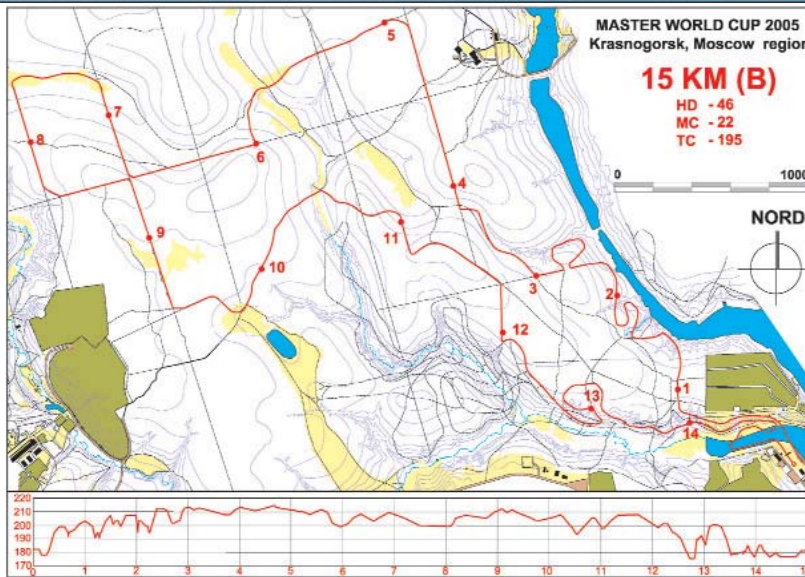 MASTER WORLD CUP 2005
Krasnogorsk, Moscow region
15 KM (B)
HD - 46
MC - 22
TC - 195
0 1000
NORD
5
7
8
6
4
9
11
10
3
2
12
1
13
14
220
210
200
190
180
170
0 1 2 3 4 5 6 7 8 9 10 11 12 13 14 15